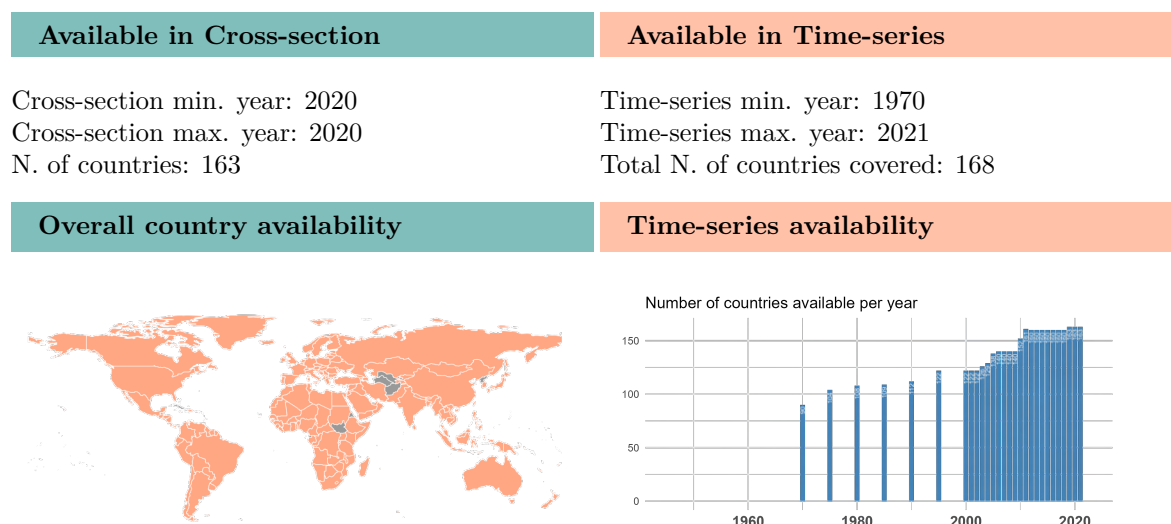 Available in Cross-section
Available in Time-series
Cross-section min. year: 2020
Cross-section max. year: 2020
N. of countries: 163
Time-series min. year: 1970
Time-series max. year: 2021
Total N. of countries covered: 168
Overall country availability
Time-series availability
Number of countries available per year
150
100
50
0
1960
1980
2000
2020